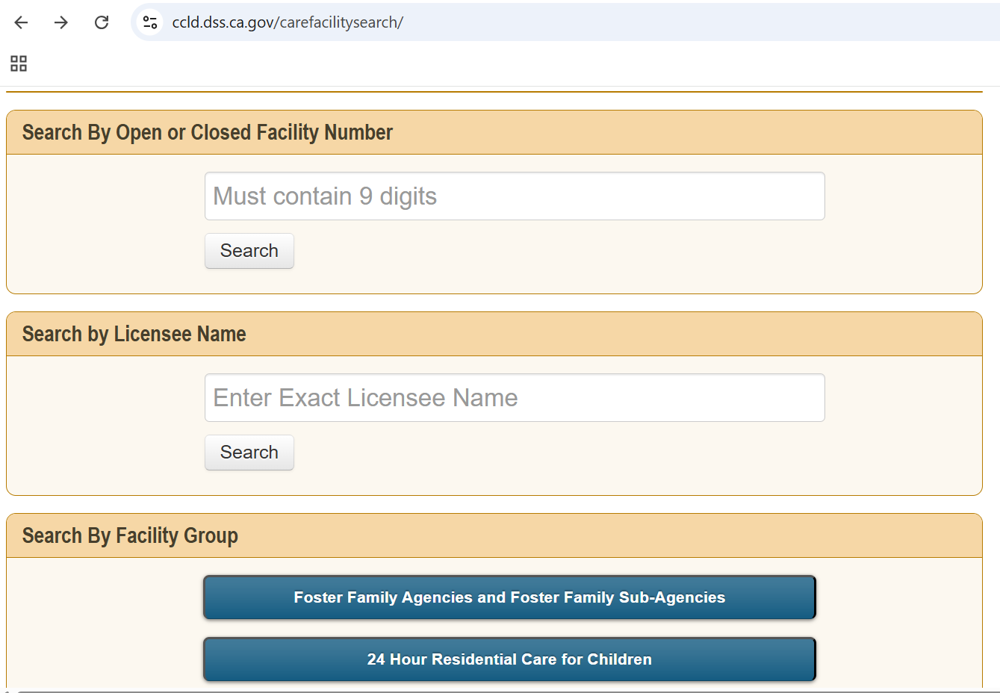 ccld.dss.ca.gov/carefacilitysearch/
Search By Open or Closed Facility Number
Must contain 9 digits
Search
Search by Licensee Name
Enter Exact Licensee Name
Search
Search By Facility Group
Foster Family Agencies and Foster Family Sub-Agencies
24 Hour Residential Care for Children